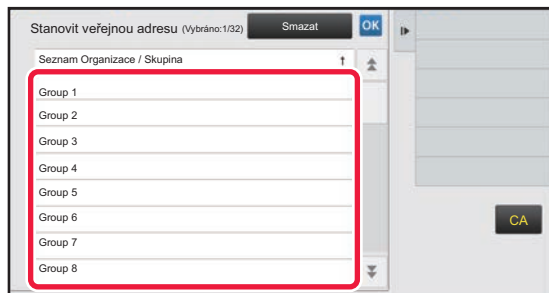 Stanovit veřejnou adresu (Vybráno:1/32) Smazat OK
Seznam Organizace / Skupina
Group 1
Group 2
Group 3
Group 4
Group 5
Group 6
Group 7
Group 8
CA